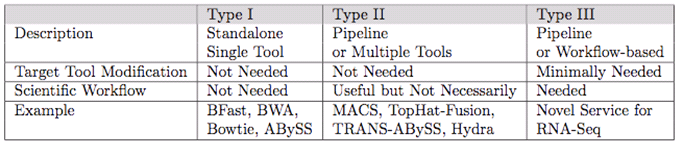 Type I Type II Type III
Description Standalone Pipeline Pipeline
Single Tool or Multiple Tools or Workflow-based
Target Tool Modification Not Needed Not Needed Minimally Needed
Scientific Workflow Not Needed Useful but Not Necessarily Needed
Example BFast, BWA, MACS, TopHat-Fusion, Novel Service for
Bowtie, ABySS TRANS-ABySS, Hydra RNA-Seq